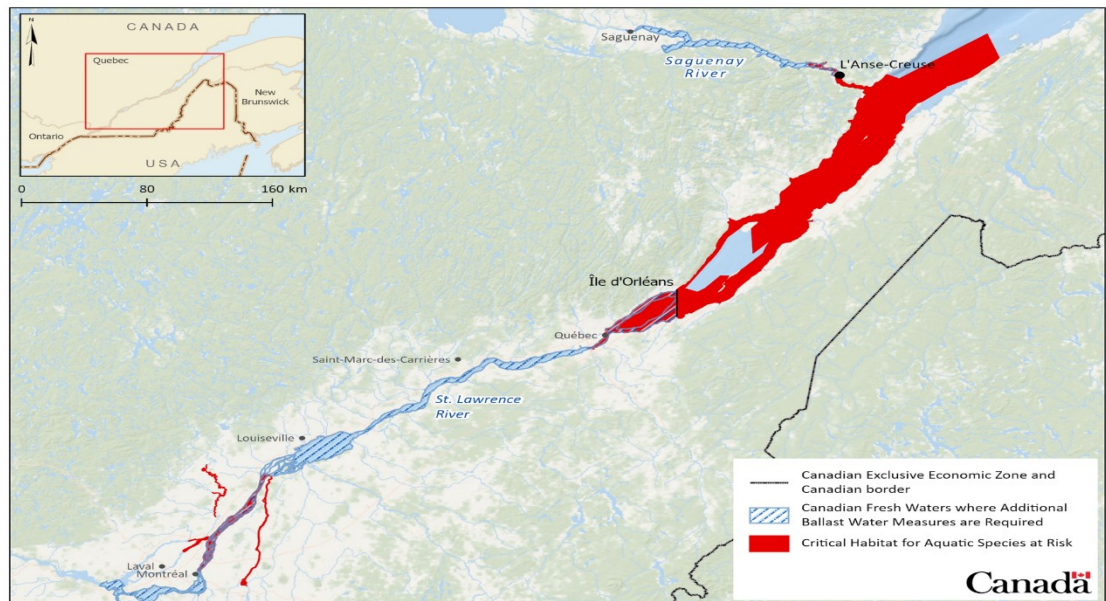 CANADA
Quebec
New
Brunswick
Ontario
USA
0 80 160 km
Saguenay
Saguenay
River
L'Anse-Creuse
Île d'Orléans
Québec
Saint-Marc-des-Carrières
St. Lawrence
River
Louiseville
Laval
Montréal
Canadian Exclusive Economic Zone and
Canadian border
Canadian Fresh Waters where Additional
Ballast Water Measures are Required
Critical Habitat for Aquatic Species at Risk
Canada